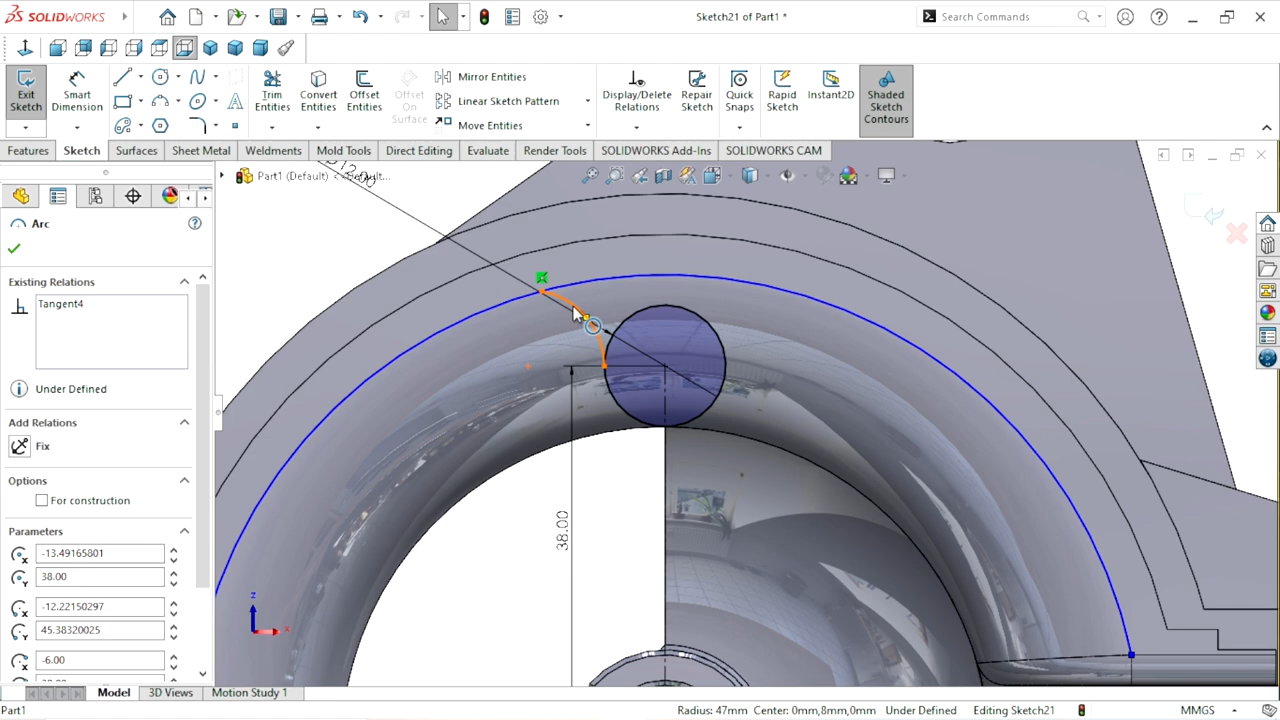 SOLIDWORKS
Sketch21 of Part1 *
Search Commands
Exit Sketch
Smart Dimension
Trim Entities
Convert Entities
Offset Entities
Offset On Surface
Mirror Entities
Linear Sketch Pattern
Move Entities
Display/Delete Relations
Repair Sketch
Quick Snaps
Rapid Sketch
Instant2D
Shaded Sketch Contours
Features
Sketch
Surfaces
Sheet Metal
Weldments
Mold Tools
Direct Editing
Evaluate
Render Tools
SOLIDWORKS Add-Ins
SOLIDWORKS CAM
Part1 (Default) <
Arc
Existing Relations
Tangent4
Under Defined
Add Relations
Fix
Options
For construction
Parameters
-13.49165801
38.00
-12.22150297
45.38320025
-6.00
38.00
z
x
Model
3D Views
Motion Study 1
Part1
Radius: 47mm Center: 0mm,8mm,0mm Under Defined Editing Sketch21 MMGS